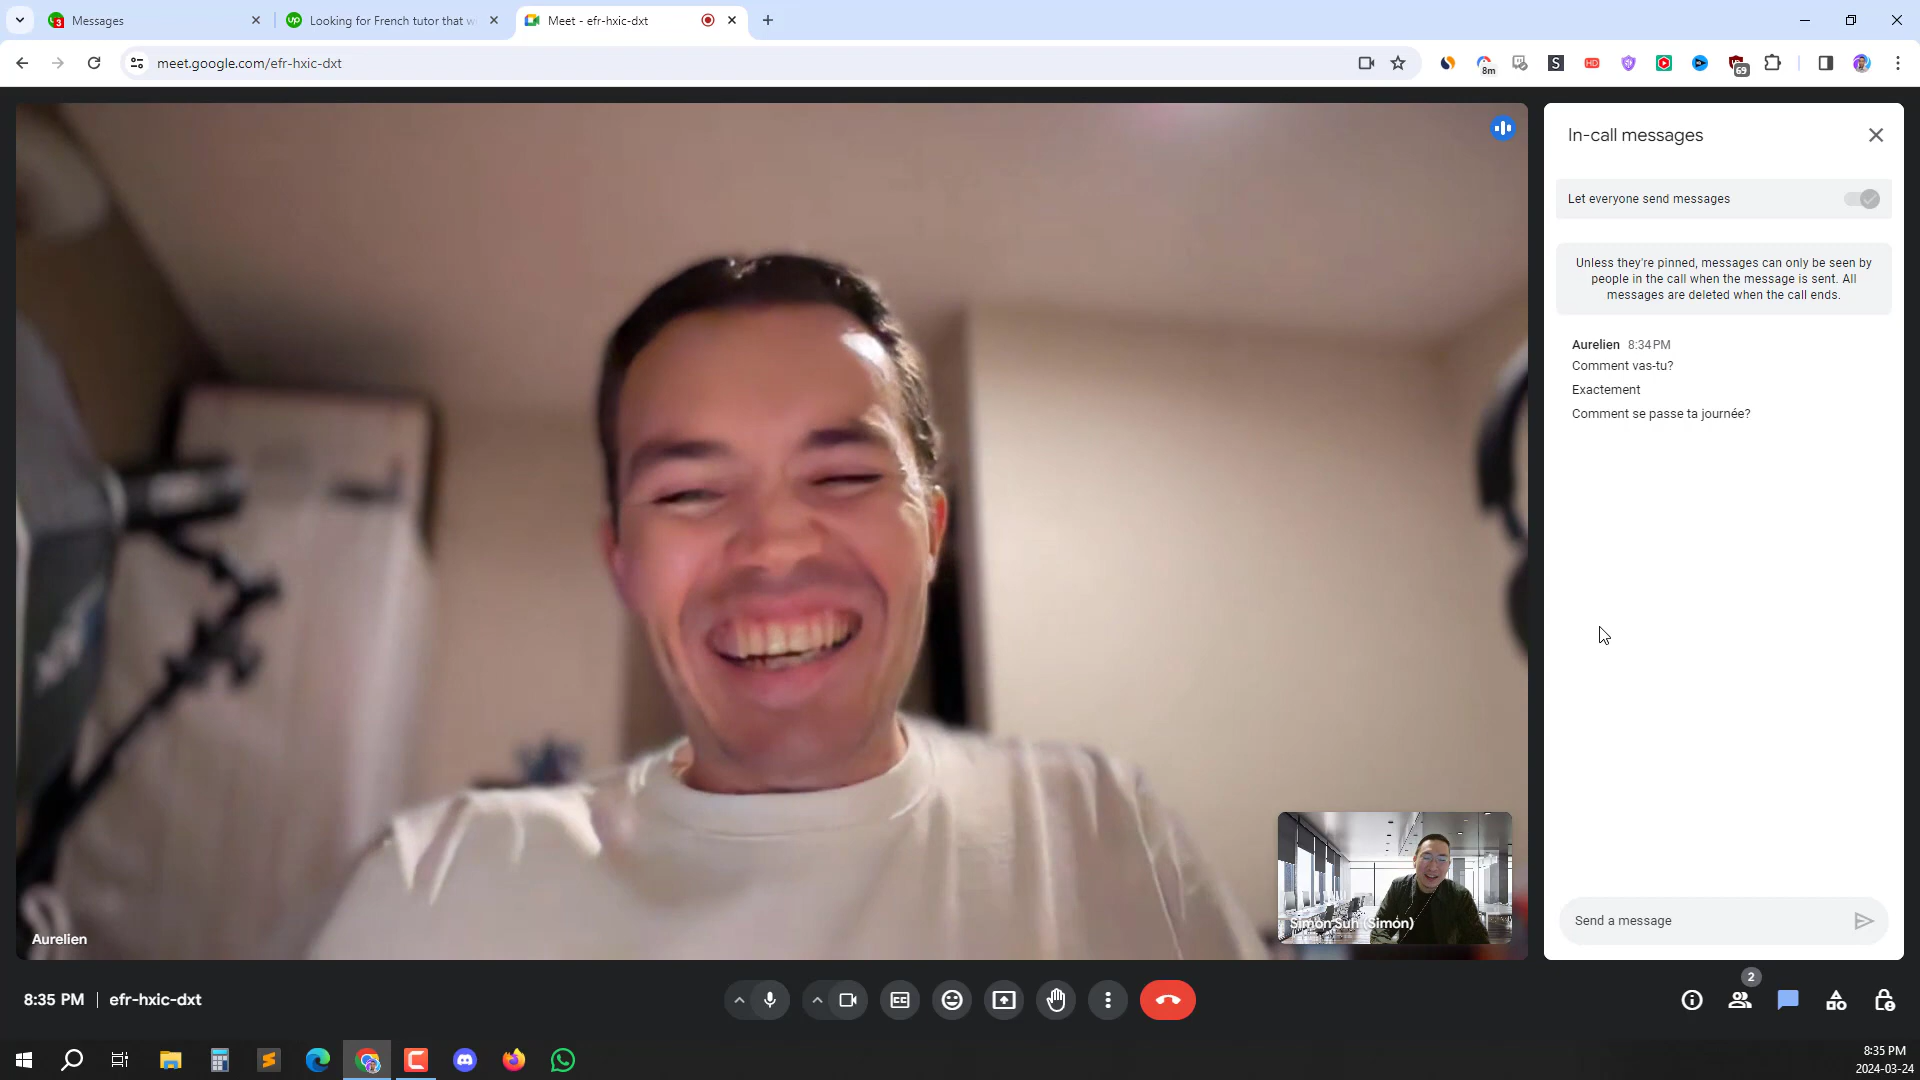 Messages
Looking for French tutor that w
Meet - efr-hxic-dxt
meet.google.com/efr-hxic-dxt
8m
S
HD
69
In-call messages
Let everyone send messages
Unless they're pinned, messages can only be seen by
people in the call when the message is sent. All
messages are deleted when the call ends.
Aurelien 8:34 PM
Comment vas-tu?
Exactement
Comment se passe ta journée?
Simon Sun (Simon)
Send a message
Aurelien
8:35 PM | efr-hxic-dxt
2
8:35 PM
2024-03-24